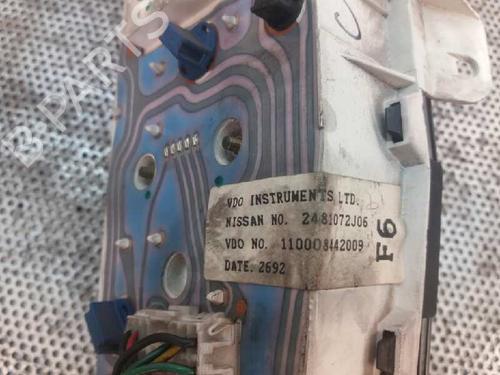 VDO INSTRUMENTS LTD.
NISSAN NO. 2481072J06
VDO NO. 110008442009
DATE. 2692
F6
B-PARTS